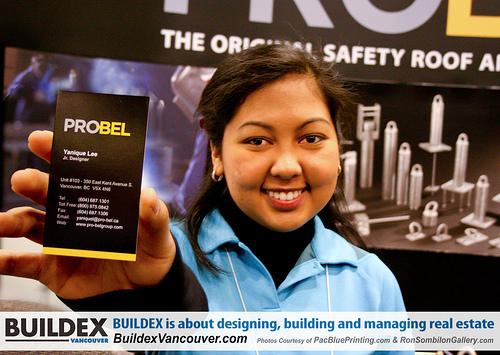 PROBEL
THE ORIGINAL SAFETY ROOF
PROBEL
Yanique Lee
Jr. Designer
Unit #103 - 350 East Kent Avenue S.
Vancouver, BC V5X 4N6
Tel (604) 687.1301
Toll Free: (800) 975.0842
Fax (604) 687.1306
Email yaniquel@pro-bel.ca
Web www.pro-belgroup.com
BUILDEX
VANCOUVER
BUILDEX is about designing, building and managing real estate
BuildexVancouver.com Photos Courtesy of PacBluePrinting.com & RonSombilonGallery.com